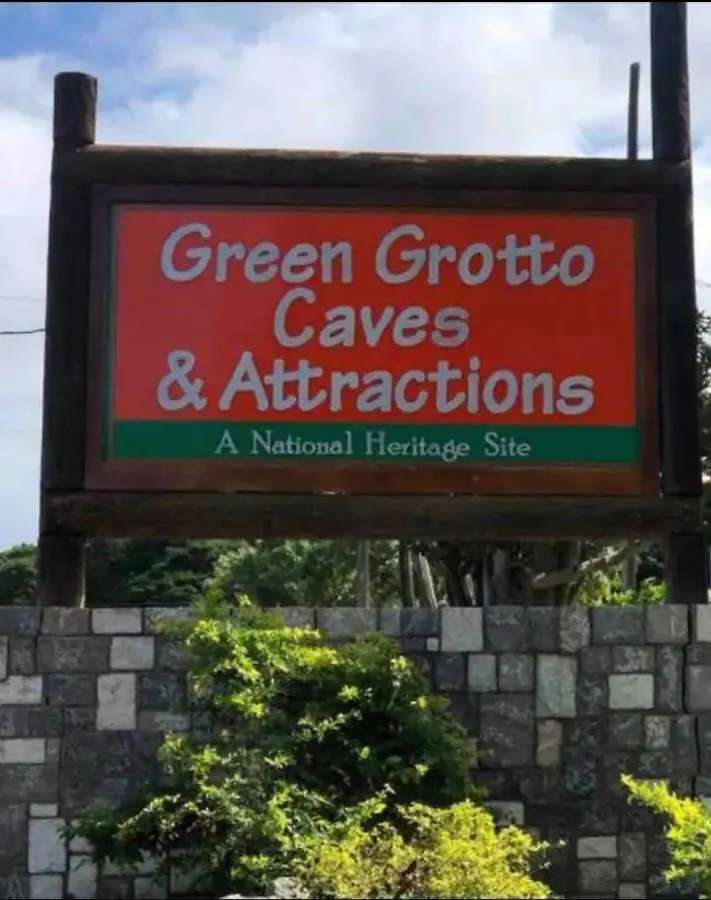 Green Grotto
Caves
& Attractions
A National Heritage Site